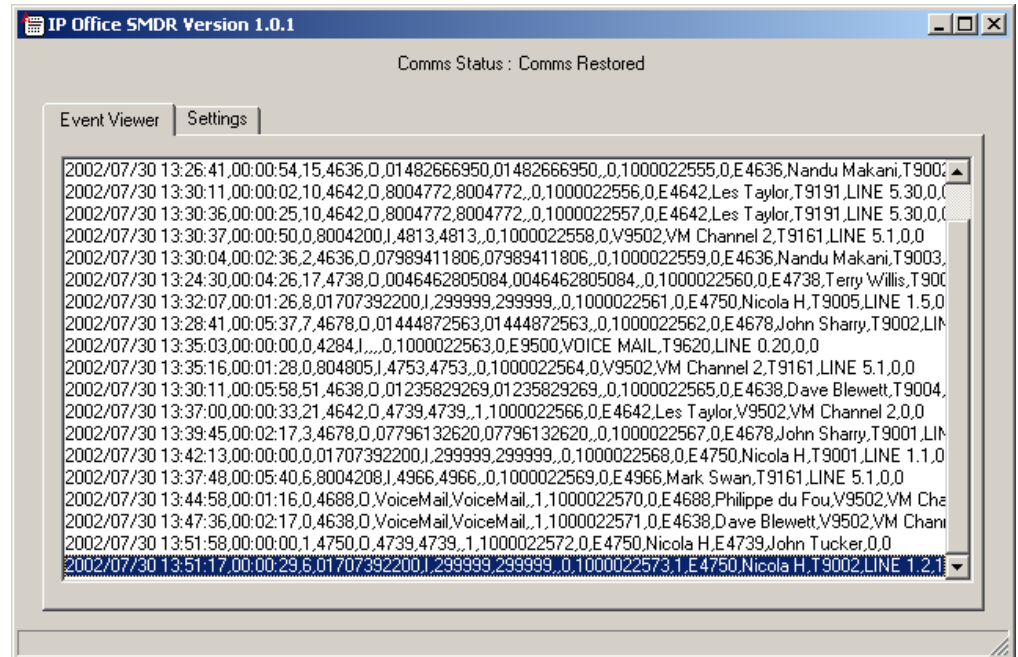 IP Office SMDR Version 1.0.1
Comms Status : Comms Restored
Event Viewer
Settings
2002/07/30 13:26:41,00:00:54,15,4636,O,01482666950,01482666950,,0,1000022555,0,E4636,Nandu Makani,T9002
2002/07/30 13:30:11,00:00:02,10,4642,O,8004772,8004772,,0,1000022556,0,E4642,Les Taylor,T9191,LINE 5.30,0,0
2002/07/30 13:30:36,00:00:25,10,4642,O,8004772,8004772,,0,1000022557,0,E4642,Les Taylor,T9191,LINE 5.30,0,0
2002/07/30 13:30:37,00:00:50,0,8004200,I,4813,4813,,0,1000022558,0,V9502,VM Channel 2,T9161,LINE 5.1,0,0
2002/07/30 13:30:04,00:02:36,2,4636,O,07989411806,07989411806,,0,1000022559,0,E4636,Nandu Makani,T9003,
2002/07/30 13:24:30,00:04:26,17,4738,O,0046462805084,0046462805084,,0,1000022560,0,E4738,Terry Willis,T900
2002/07/30 13:32:07,00:01:26,8,01707392200,I,299999,299999,,0,1000022561,0,E4750,Nicola H,T9005,LINE 1.5,0
2002/07/30 13:28:41,00:05:37,7,4678,O,01444872563,01444872563,,0,1000022562,0,E4678,John Sharry,T9002,LIN
2002/07/30 13:35:03,00:00:00,0,4284,I,,,,0,1000022563,0,E9500,VOICE MAIL,T9620,LINE 0.20,0,0
2002/07/30 13:35:16,00:01:28,0,804805,I,4753,4753,,0,1000022564,0,V9502,VM Channel 2,T9161,LINE 5.1,0,0
2002/07/30 13:30:11,00:05:58,51,4638,O,01235829269,01235829269,,0,1000022565,0,E4638,Dave Blewett,T9004,
2002/07/30 13:37:00,00:00:33,21,4642,O,4739,4739,,1,1000022566,0,E4642,Les Taylor,V9502,VM Channel 2,0,0
2002/07/30 13:39:45,00:02:17,3,4678,O,07796132620,07796132620,,0,1000022567,0,E4678,John Sharry,T9001,LIN
2002/07/30 13:42:13,00:00:00,0,01707392200,I,299999,299999,,0,1000022568,0,E4750,Nicola H,T9001,LINE 1.1,0
2002/07/30 13:37:48,00:05:40,6,8004208,I,4966,4966,,0,1000022569,0,E4966,Mark Swan,T9161,LINE 5.1,0,0
2002/07/30 13:44:58,00:01:16,0,4688,O,VoiceMail,VoiceMail,,1,1000022570,0,E4688,Philippe du Fou,V9502,VM Cha
2002/07/30 13:47:36,00:02:17,0,4638,O,VoiceMail,VoiceMail,,1,1000022571,0,E4638,Dave Blewett,V9502,VM Chann
2002/07/30 13:51:58,00:00:00,1,4750,O,4739,4739,,1,1000022572,0,E4750,Nicola H,E4739,John Tucker,0,0
2002/07/30 13:51:17,00:00:29,6,01707392200,I,299999,299999,,0,1000022573,1,E4750,Nicola H,T9002,LINE 1.2,1